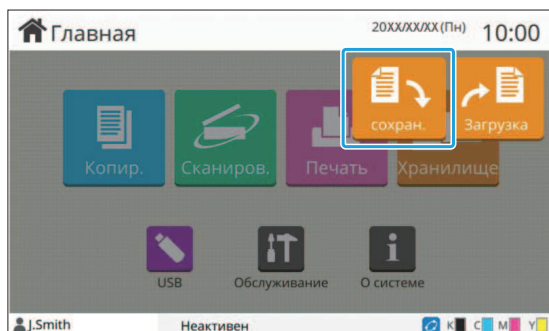 Главная
20XX/XX/XX (Пн) 10:00
сохран. Загрузка
Копир. Сканиров. Печать Хранилище
USB Обслуживание О системе
J.Smith Неактивен K C M Y